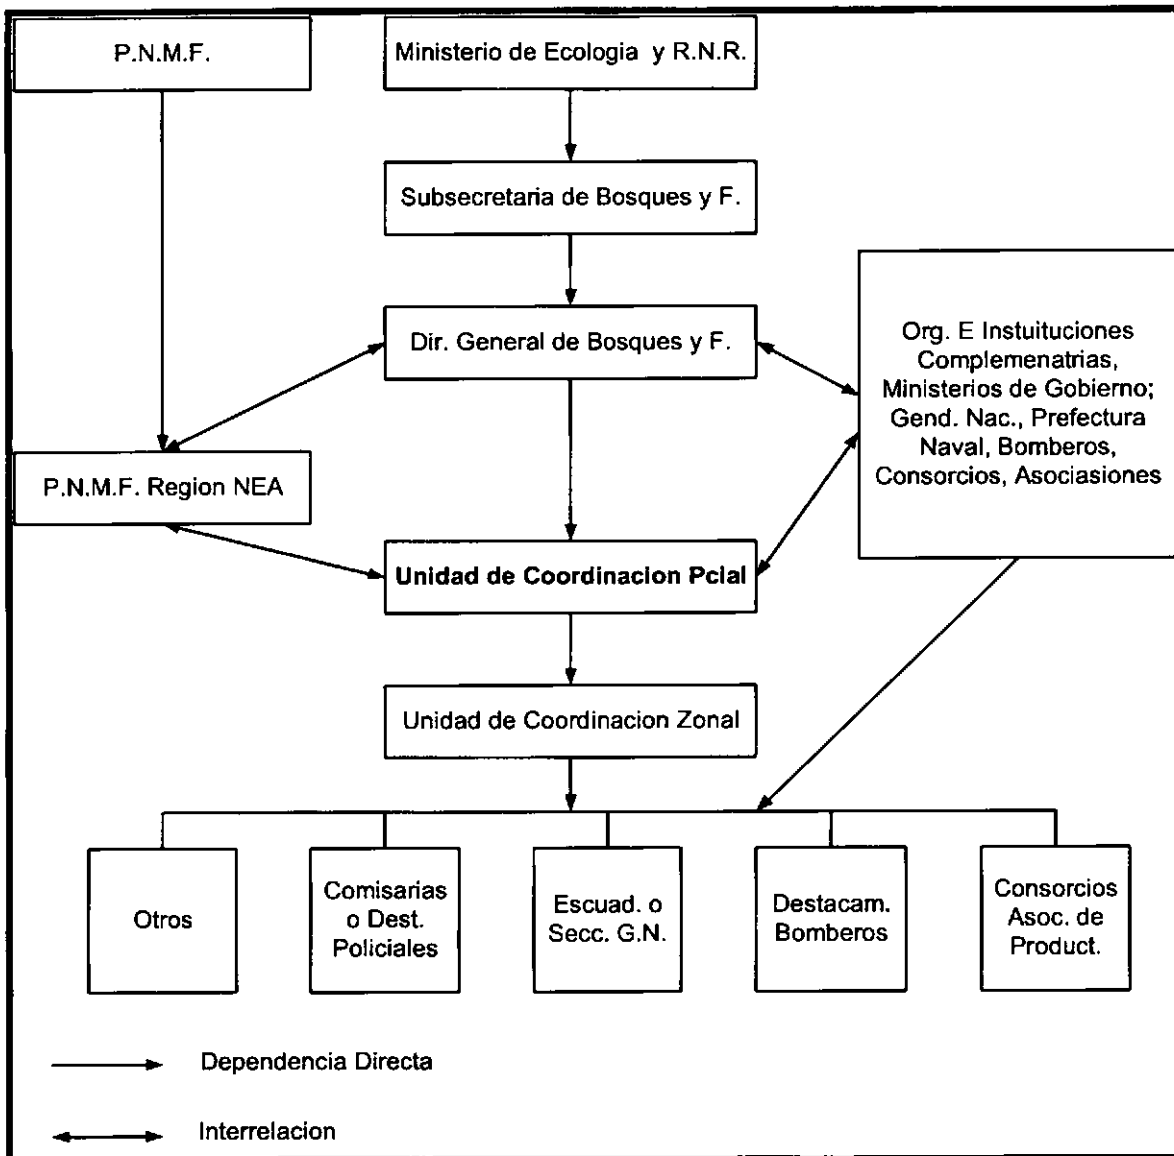 P.N.M.F.
Ministerio de Ecologia y R.N.R.
Subsecretaria de Bosques y F.
Dir. General de Bosques y F.
Org. E Instuituciones
Complemenatrias,
Ministerios de Gobierno;
Gend. Nac., Prefectura
Naval, Bomberos,
Consorcios, Asociasiones
P.N.M.F. Region NEA
Unidad de Coordinacion Pcial
Unidad de Coordinacion Zonal
Otros
Comisarias
o Dest.
Policiales
Escuad. o
Secc. G.N.
Destacam.
Bomberos
Consorcios
Asoc. de
Product.
Dependencia Directa
Interrelacion